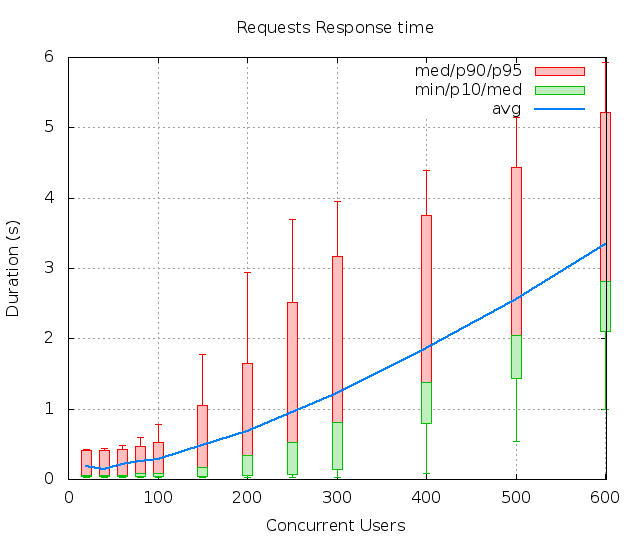 Requests Response time
med/p90/p95
min/p10/med
avg
6
5
4
3
2
1
0
Duration (s)
0 100 200 300 400 500 600
Concurrent Users